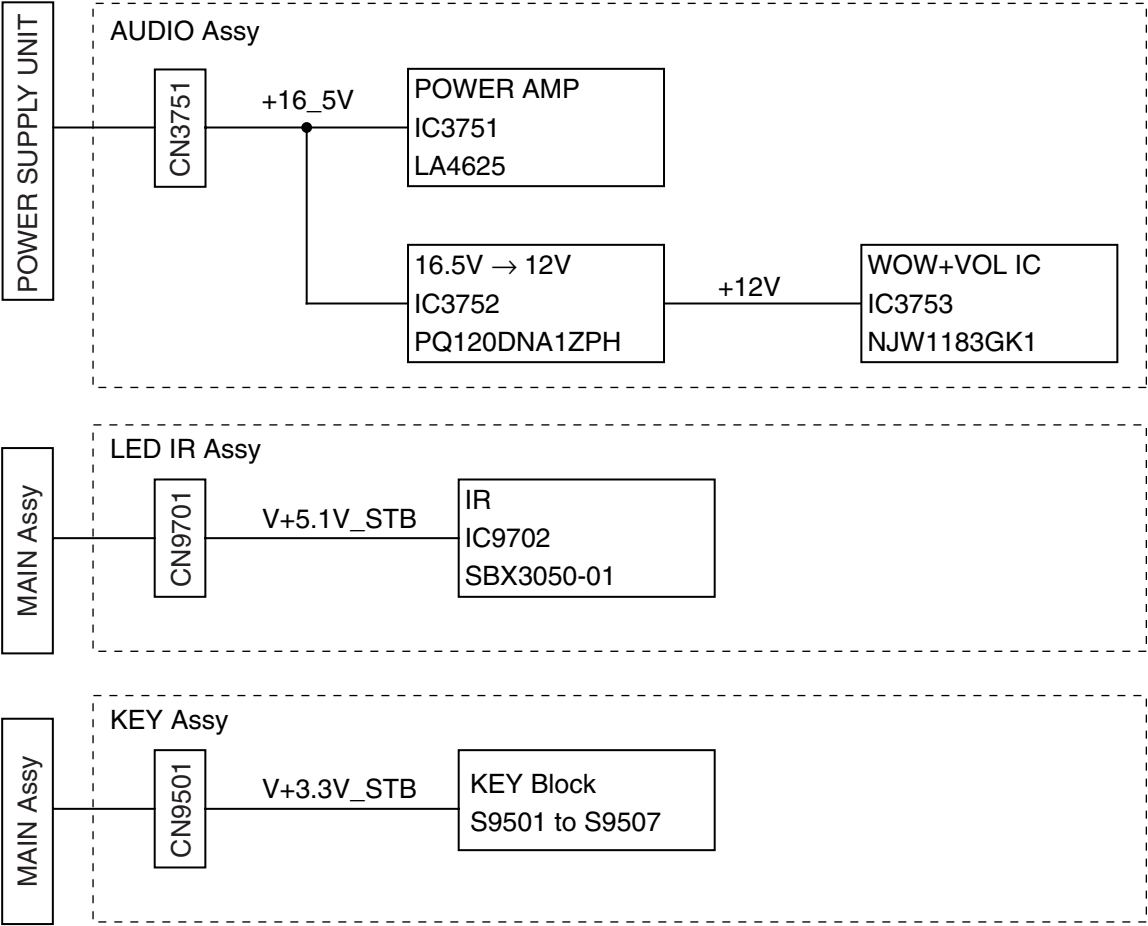 POWER SUPPLY UNIT
AUDIO Assy
CN3751
+16_5V
POWER AMP
IC3751
LA4625
16.5V → 12V
IC3752
PQ120DNA1ZPH
+12V
WOW+VOL IC
IC3753
NJW1183GK1
MAIN Assy
LED IR Assy
CN9701
V+5.1V_STB
IR
IC9702
SBX3050-01
MAIN Assy
KEY Assy
CN9501
V+3.3V_STB
KEY Block
S9501 to S9507